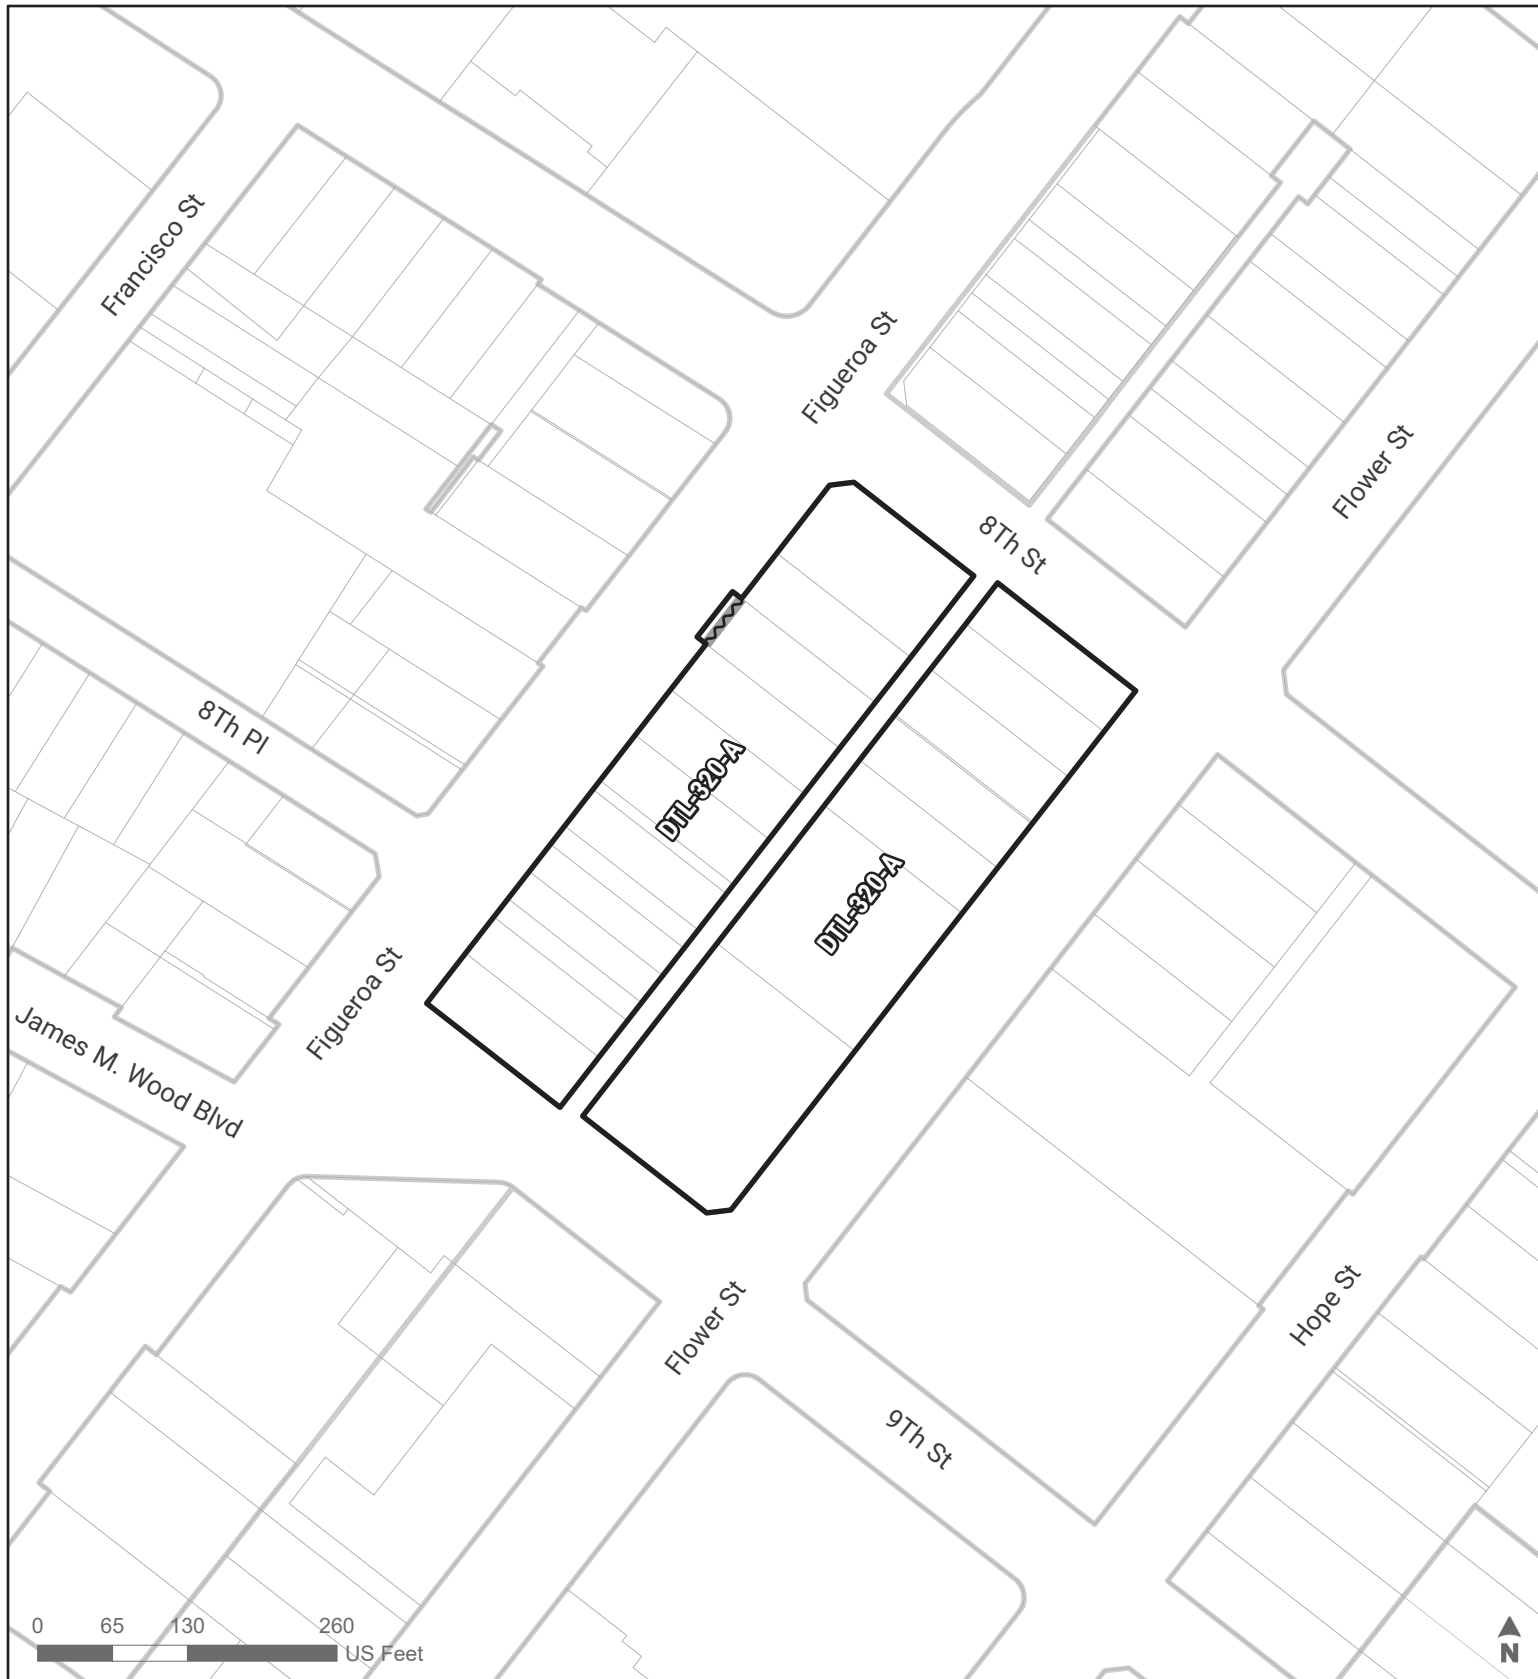 Francisco St
Figueroa St
Flower St
8Th St
8Th Pl
DTL-320-A
DTL-320-A
Figueroa St
James M. Wood Blvd
Flower St
Hope St
9Th St
0 65 130 260
US Feet
N